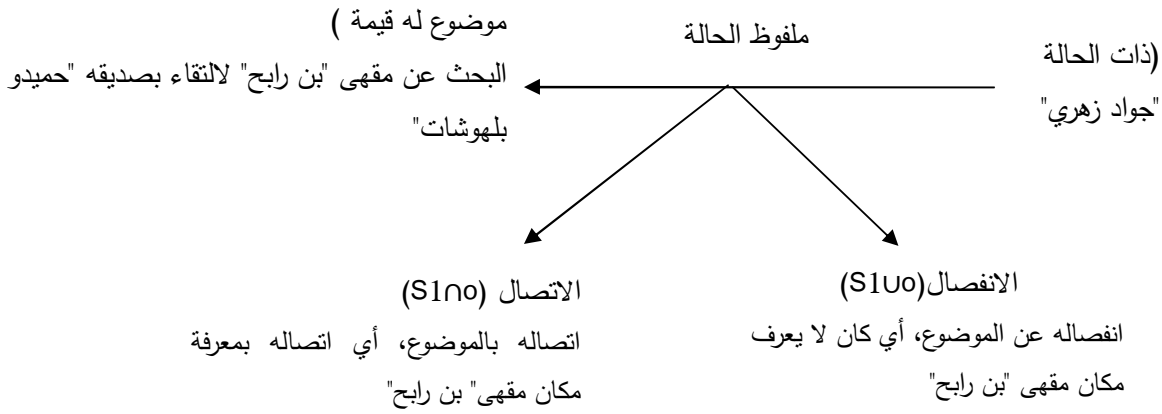 (ذات الحالة
"جواد زهري"
ملفوظ الحالة
موضوع له قيمة )
البحث عن مقهى "بن رابح" لالتقاء بصديقه "حميدو
بلهوشات"
الانفصال(S1∪o)
انفصاله عن الموضوع، أي كان لا يعرف
مكان مقهى "بن رابح"
الاتصال (S1∩o)
اتصاله بالموضوع، أي اتصاله بمعرفة
مكان مقهى" بن رابح"